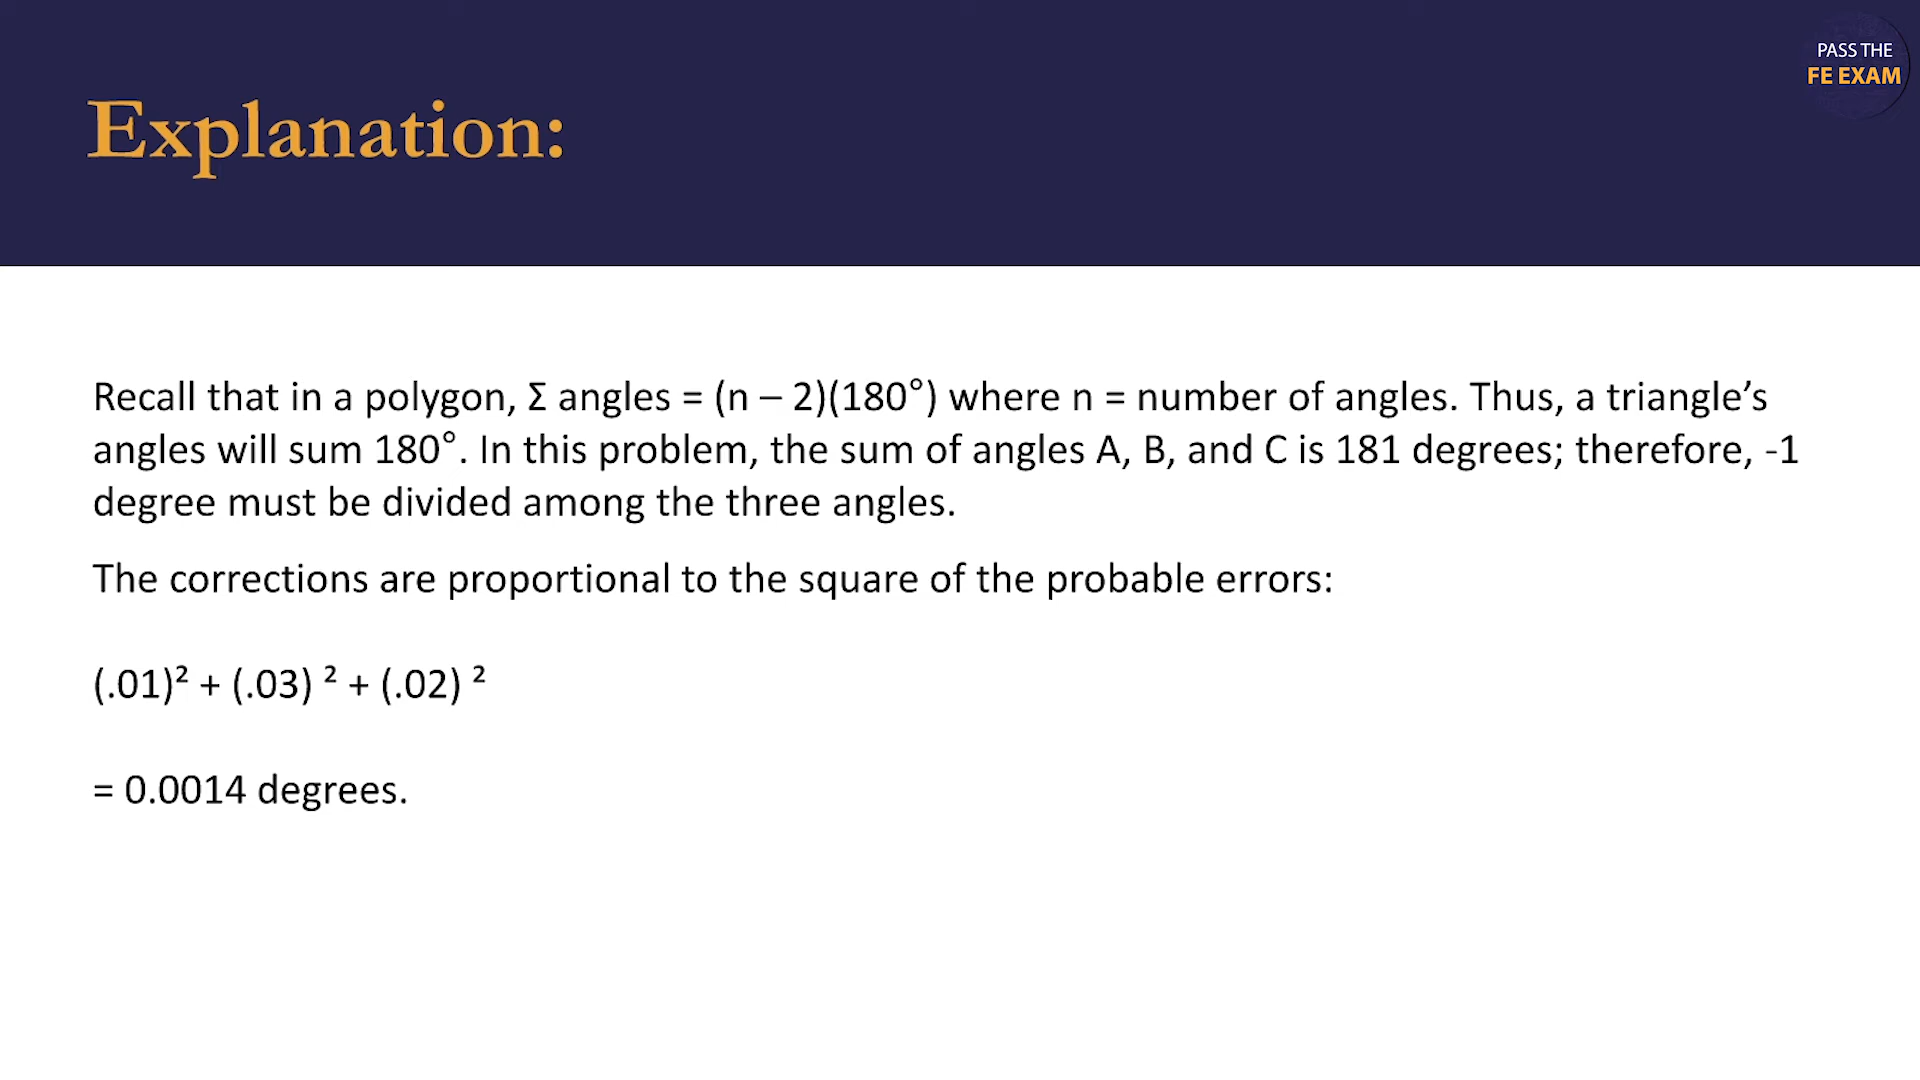 PASS THE
FE EXAM
Explanation:
Recall that in a polygon, Σ angles = (n – 2)(180°) where n = number of angles. Thus, a triangle’s
angles will sum 180°. In this problem, the sum of angles A, B, and C is 181 degrees; therefore, -1
degree must be divided among the three angles.
The corrections are proportional to the square of the probable errors:
(.01)² + (.03) ² + (.02) ²
= 0.0014 degrees.